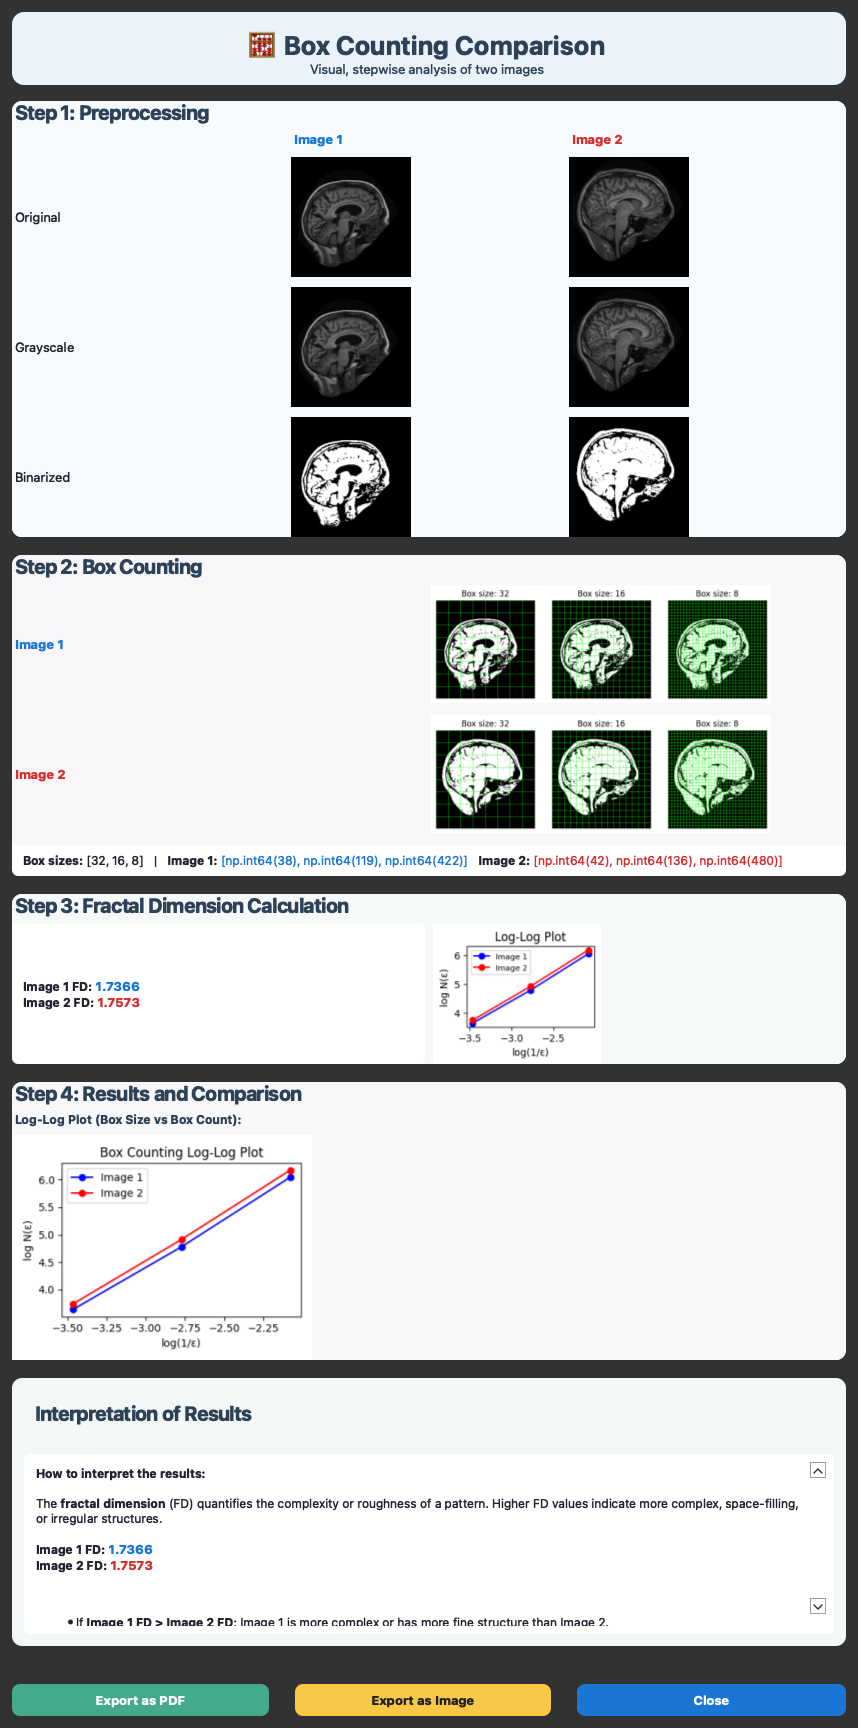 🧮 Box Counting Comparison
Visual, stepwise analysis of two images
Step 1: Preprocessing
Image 1 Image 2
Original
Grayscale
Binarized
Step 2: Box Counting
Box size: 32 Box size: 16 Box size: 8
Image 1
Box size: 32 Box size: 16 Box size: 8
Image 2
Box sizes: [32, 16, 8] | Image 1: [np.int64(38), np.int64(119), np.int64(422)] Image 2: [np.int64(42), np.int64(136), np.int64(480)]
Step 3: Fractal Dimension Calculation
Image 1 FD: 1.7366
Image 2 FD: 1.7573
Log-Log Plot
Image 1
Image 2
6
5
4
log N(ε)
−3.5 −3.0 −2.5
log(1/ε)
Step 4: Results and Comparison
Log-Log Plot (Box Size vs Box Count):
Box Counting Log-Log Plot
Image 1
Image 2
6.0
5.5
5.0
4.5
4.0
log N(ε)
−3.50 −3.25 −3.00 −2.75 −2.50 −2.25
log(1/ε)
Interpretation of Results
How to interpret the results:
The fractal dimension (FD) quantifies the complexity or roughness of a pattern. Higher FD values indicate more complex, space-filling,
or irregular structures.
Image 1 FD: 1.7366
Image 2 FD: 1.7573
• If Image 1 FD > Image 2 FD: Image 1 is more complex or has more fine structure than Image 2.
Export as PDF Export as Image Close